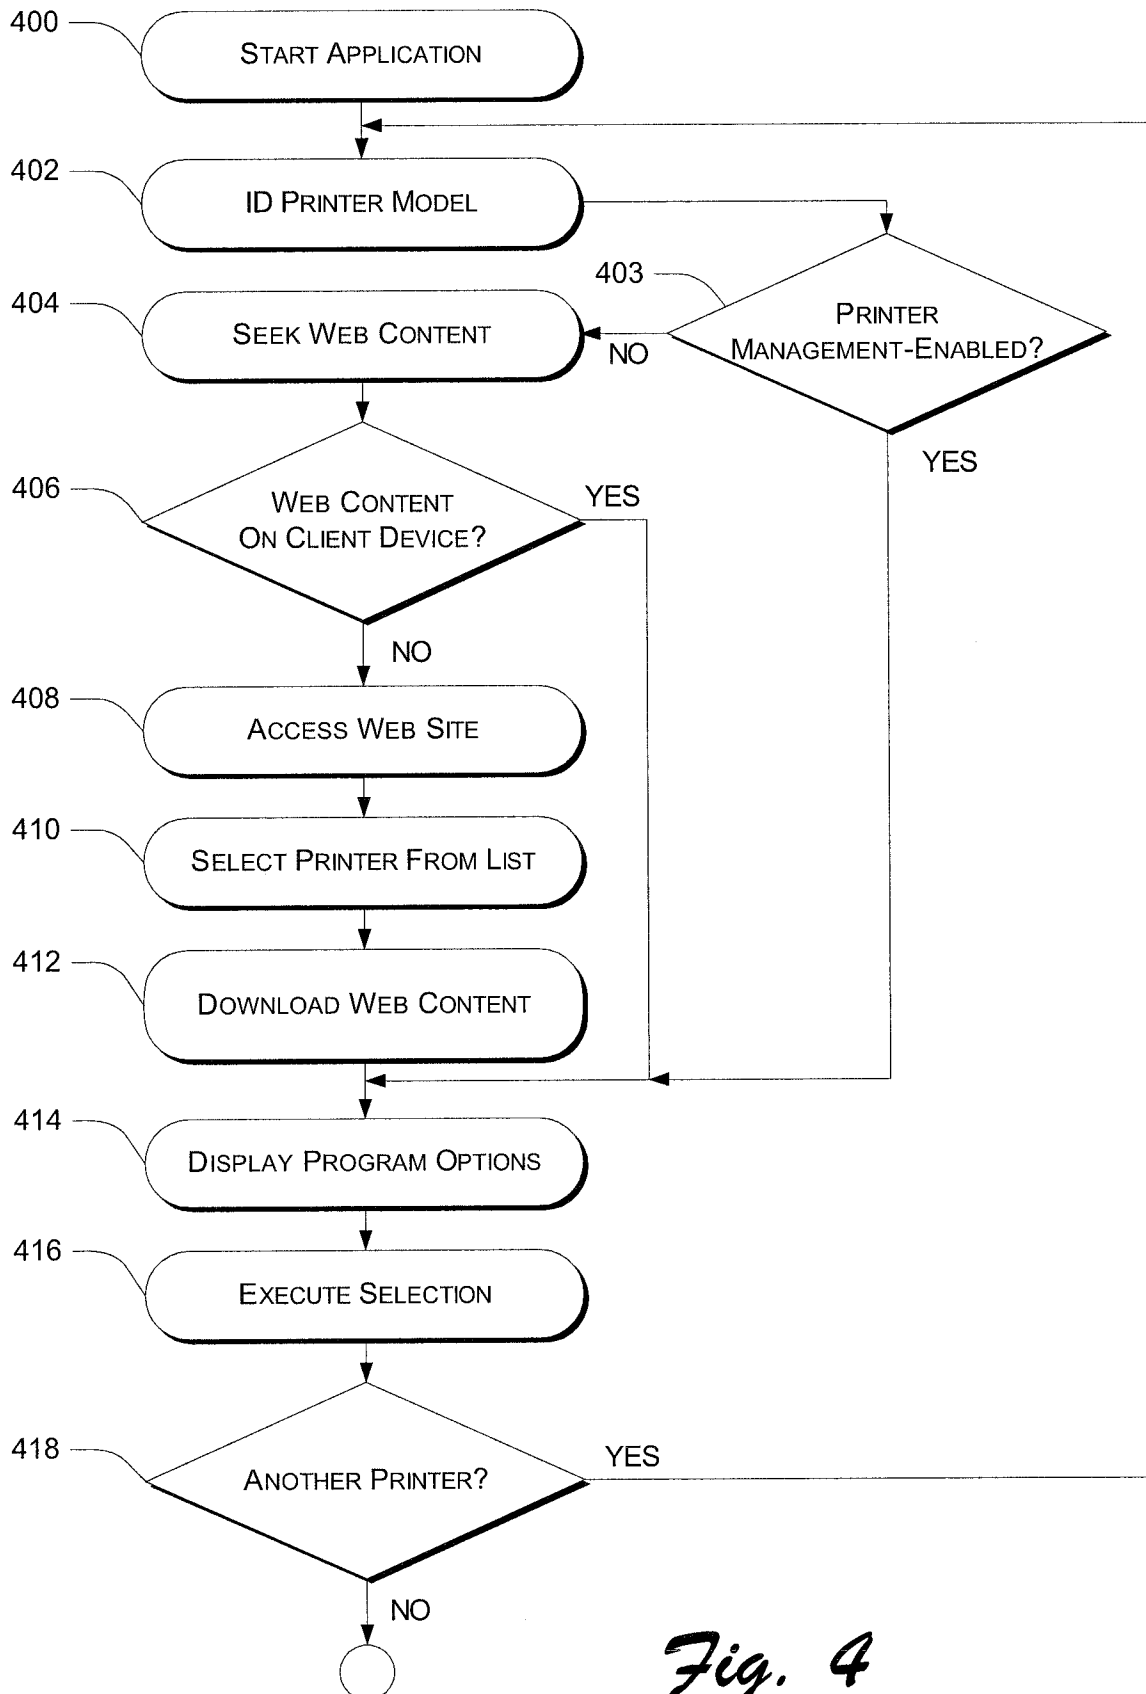 400
START APPLICATION
402
ID PRINTER MODEL
403
PRINTER
MANAGEMENT-ENABLED?
404
SEEK WEB CONTENT
NO
YES
406
WEB CONTENT
ON CLIENT DEVICE?
YES
NO
408
ACCESS WEB SITE
410
SELECT PRINTER FROM LIST
412
DOWNLOAD WEB CONTENT
414
DISPLAY PROGRAM OPTIONS
416
EXECUTE SELECTION
418
ANOTHER PRINTER?
YES
NO
Fig. 4